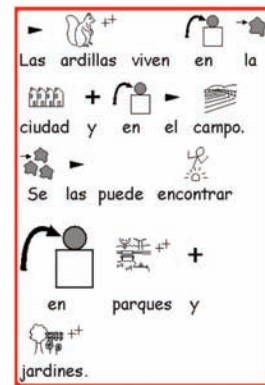 Las ardillas viven en la
ciudad y en el campo.
Se las puede encontrar
en parques y
jardines.